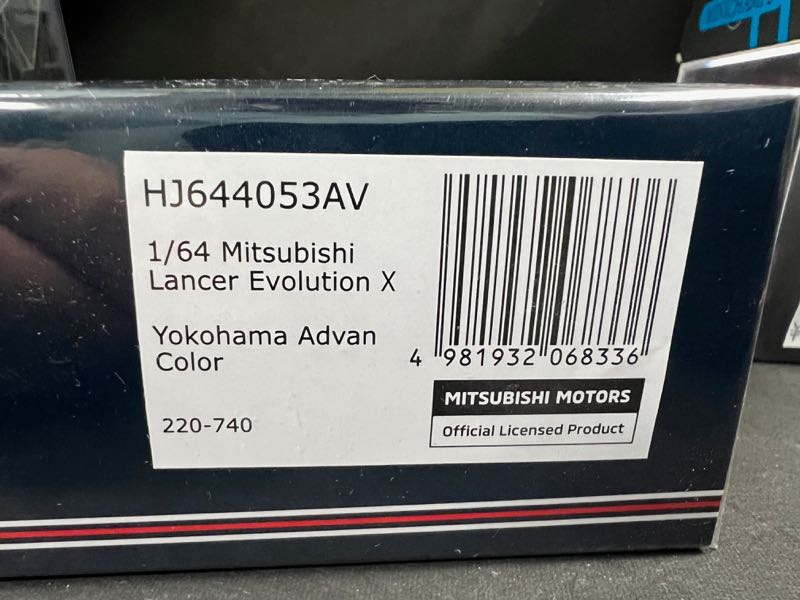 HJ644053AV
1/64 Mitsubishi
Lancer Evolution X
Yokohama Advan
Color
220-740
4 981932 068336
MITSUBISHI MOTORS
Official Licensed Product